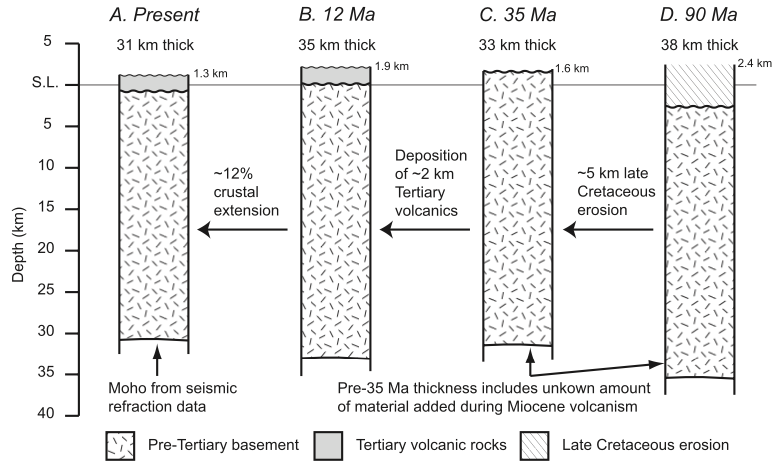 A. Present
B. 12 Ma
C. 35 Ma
D. 90 Ma
31 km thick
35 km thick
33 km thick
38 km thick
5
S.L.
5
10
15
20
25
30
35
40
Depth (km)
1.3 km
1.9 km
1.6 km
2.4 km
~12%
crustal
extension
Deposition
of ~2 km
Tertiary
volcanics
~5 km late
Cretaceous
erosion
Moho from seismic
refraction data
Pre-35 Ma thickness includes unkown amount
of material added during Miocene volcanism
Pre-Tertiary basement
Tertiary volcanic rocks
Late Cretaceous erosion